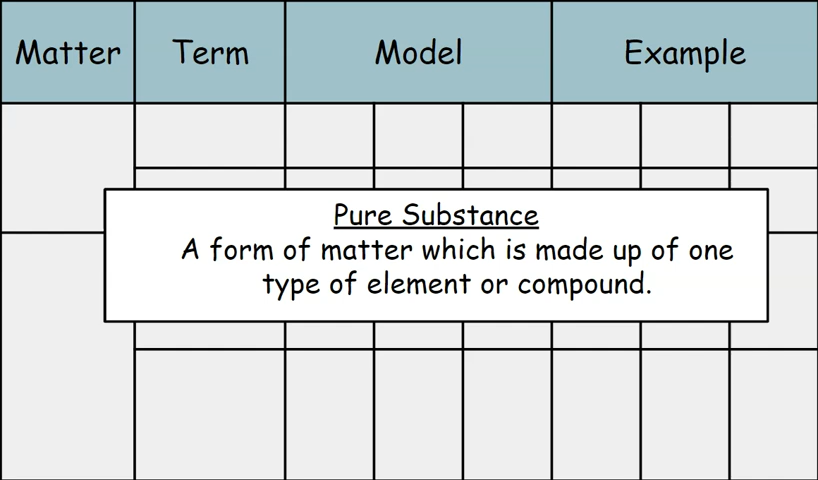 Matter Term Model Example
Pure Substance
A form of matter which is made up of one
type of element or compound.